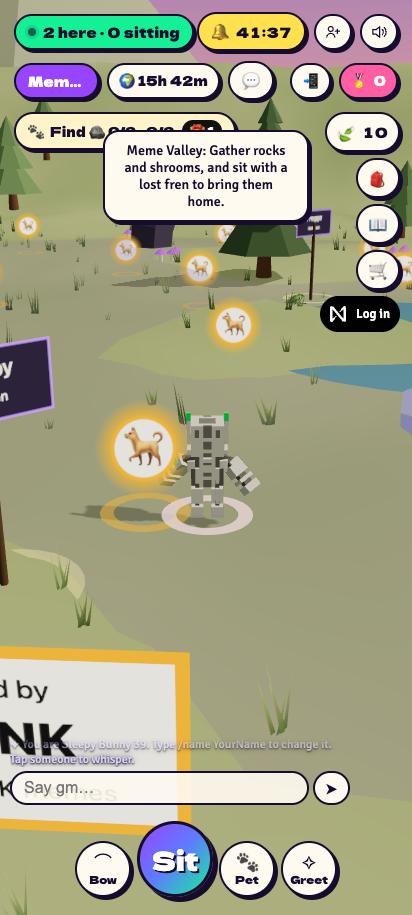 2 here · 0 sitting
41:37
Mem...
15h 42m
0
Find
10
Meme Valley: Gather rocks
and shrooms, and sit with a
lost fren to bring them
home.
Log in
d by
NK
You are Sleepy Bunny 39. Type /name YourName to change it.
Tap someone to whisper.
Say gm...
Bow
Sit
Pet
Greet